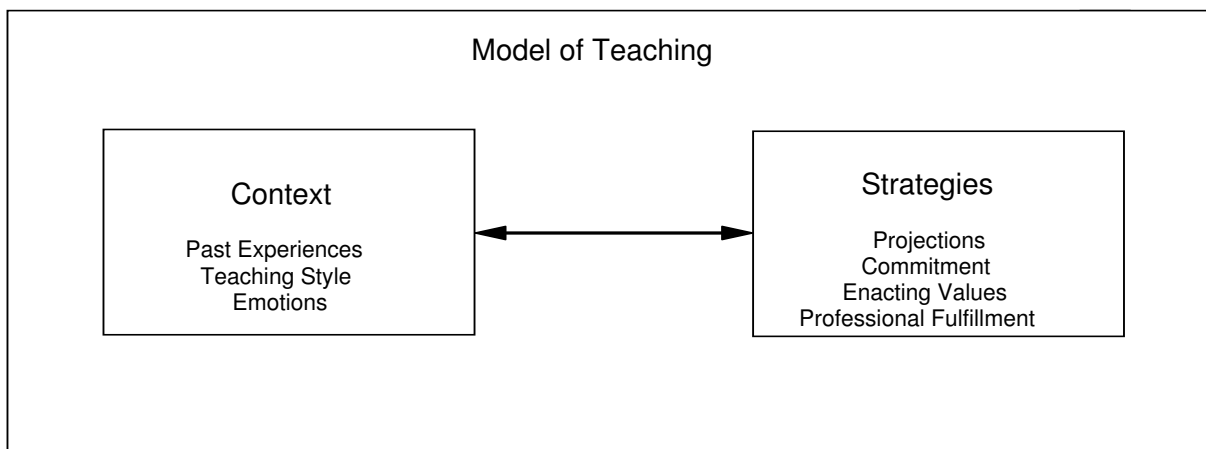 Model of Teaching
Context
Past Experiences
Teaching Style
Emotions
Strategies
Projections
Commitment
Enacting Values
Professional Fulfillment